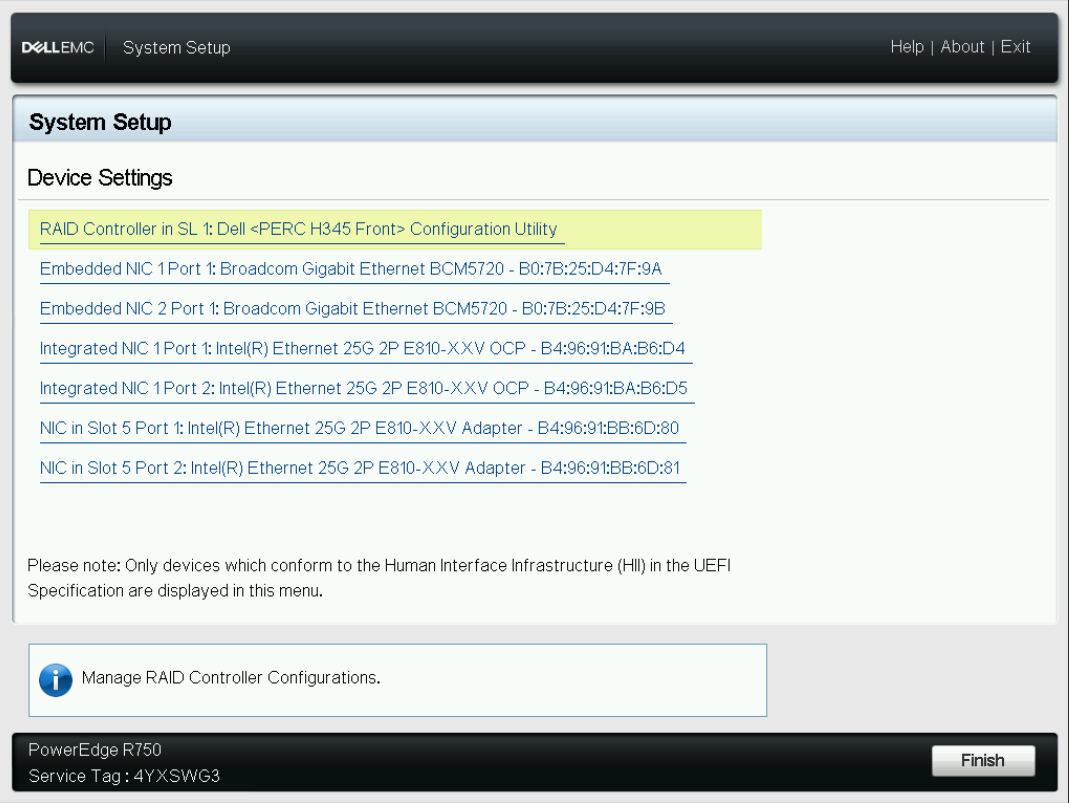 DELLEMC System Setup Help | About | Exit
System Setup
Device Settings
RAID Controller in SL 1: Dell <PERC H345 Front> Configuration Utility
Embedded NIC 1 Port 1: Broadcom Gigabit Ethernet BCM5720 - B0:7B:25:D4:7F:9A
Embedded NIC 2 Port 1: Broadcom Gigabit Ethernet BCM5720 - B0:7B:25:D4:7F:9B
Integrated NIC 1 Port 1: Intel(R) Ethernet 25G 2P E810-XXV OCP - B4:96:91:BA:B6:D4
Integrated NIC 1 Port 2: Intel(R) Ethernet 25G 2P E810-XXV OCP - B4:96:91:BA:B6:D5
NIC in Slot 5 Port 1: Intel(R) Ethernet 25G 2P E810-XXV Adapter - B4:96:91:BB:6D:80
NIC in Slot 5 Port 2: Intel(R) Ethernet 25G 2P E810-XXV Adapter - B4:96:91:BB:6D:81
Please note: Only devices which conform to the Human Interface Infrastructure (HII) in the UEFI
Specification are displayed in this menu.
Manage RAID Controller Configurations.
PowerEdge R750
Service Tag : 4YXSWG3
Finish